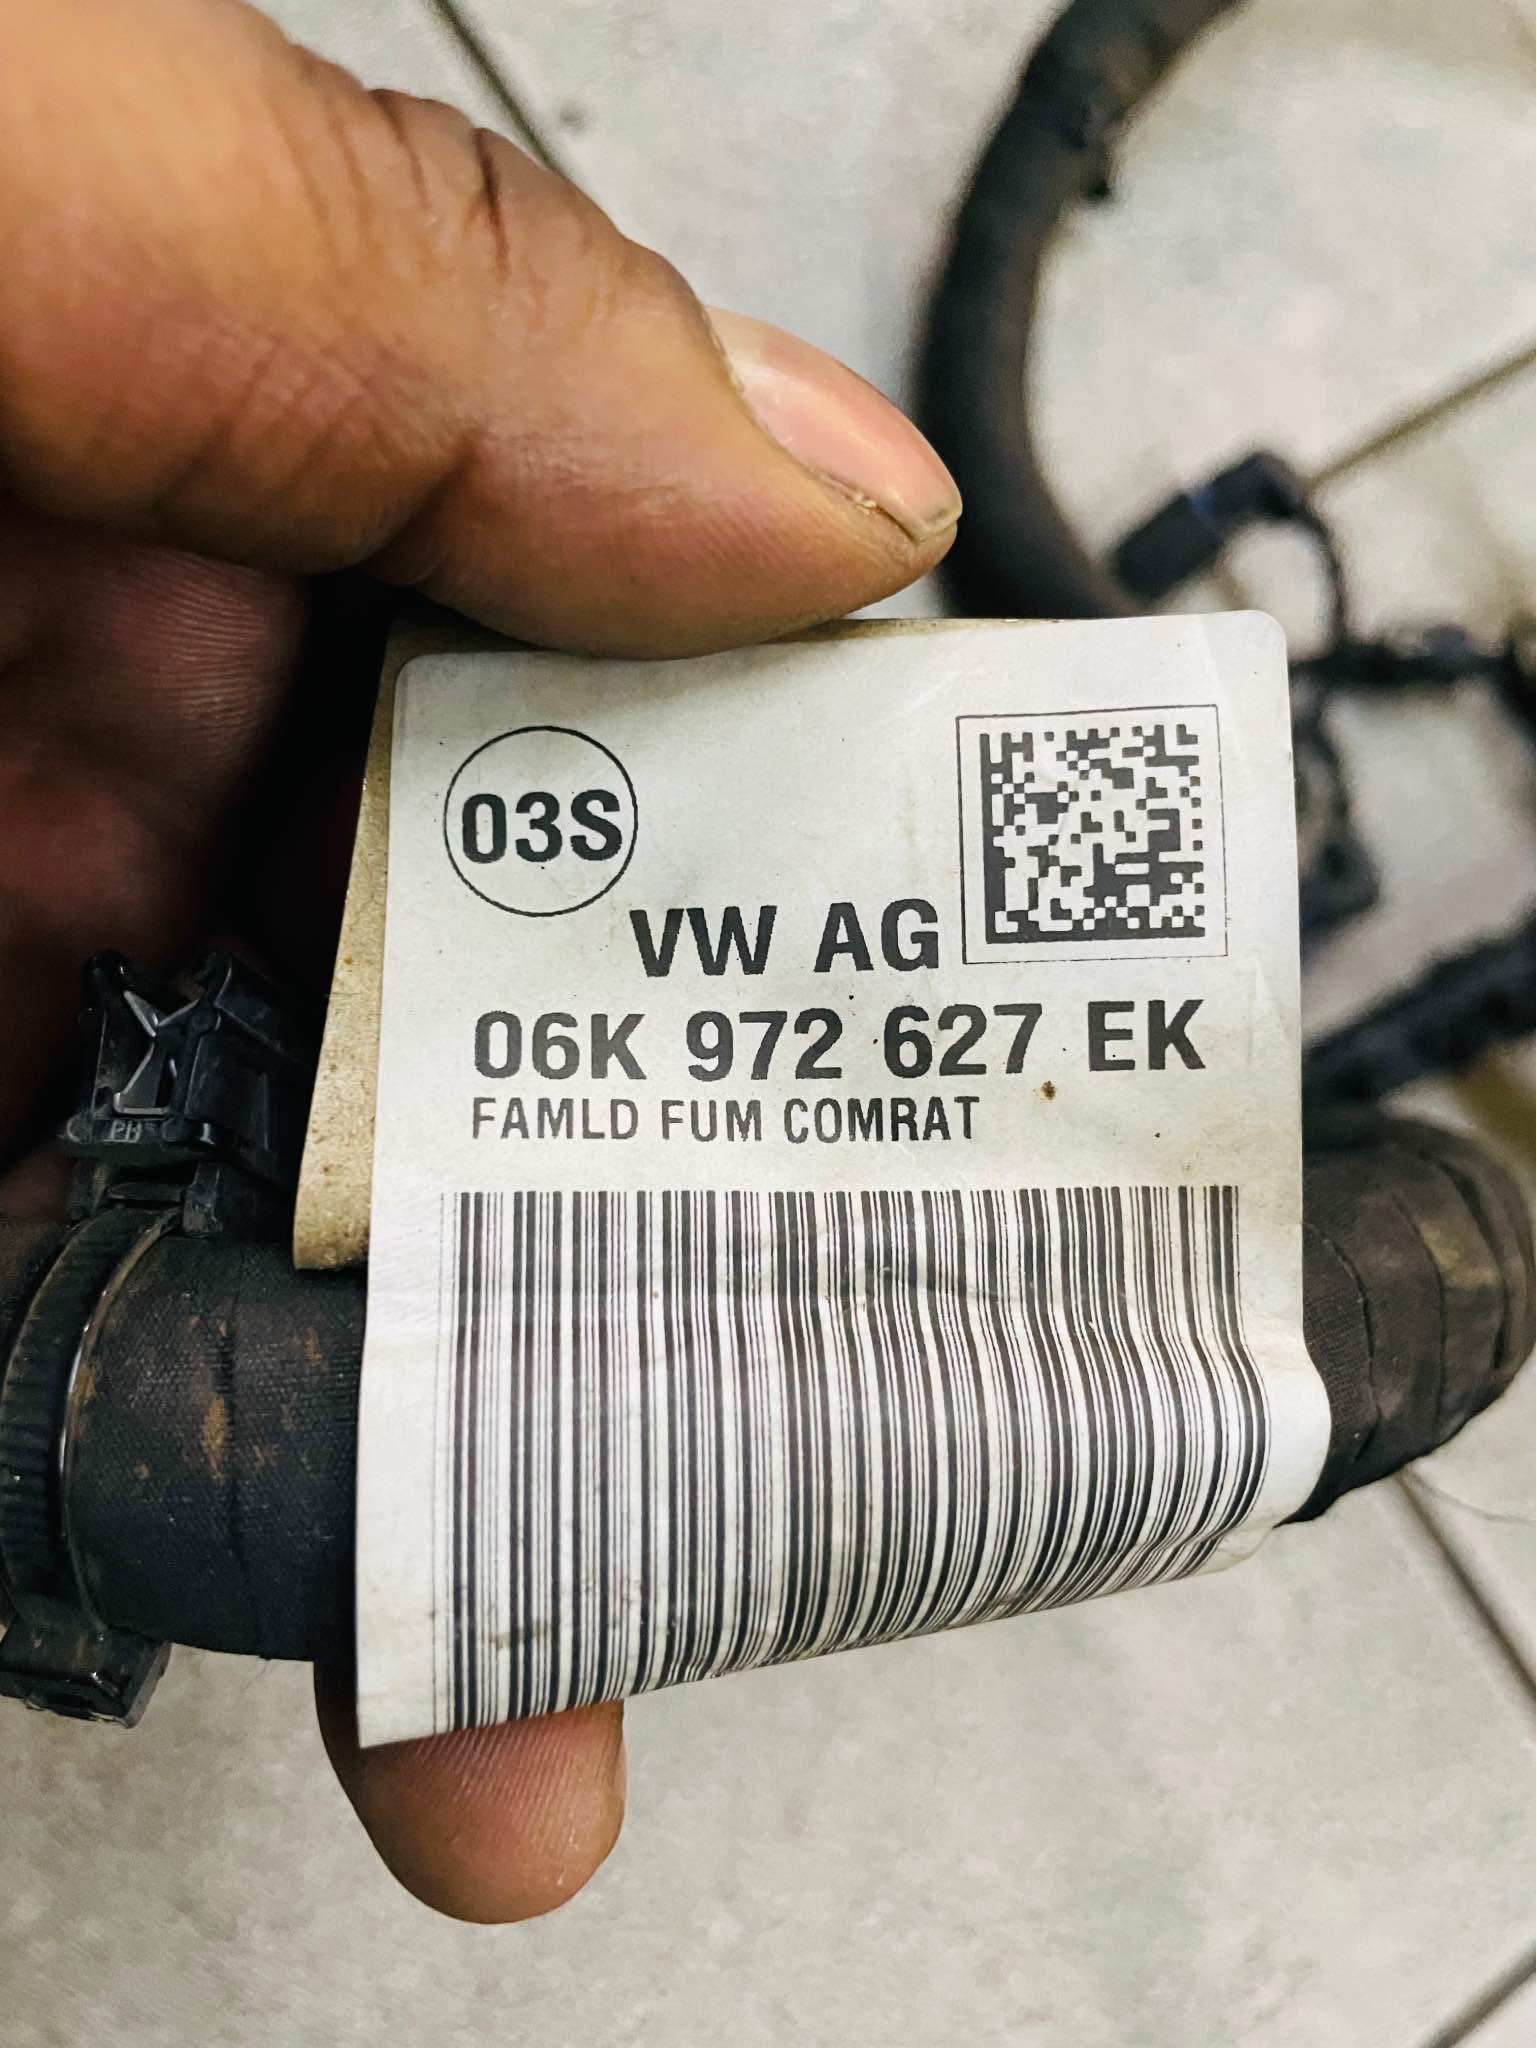 03S
VW AG
06K 972 627 EK
FAMLD FUM COMRAT